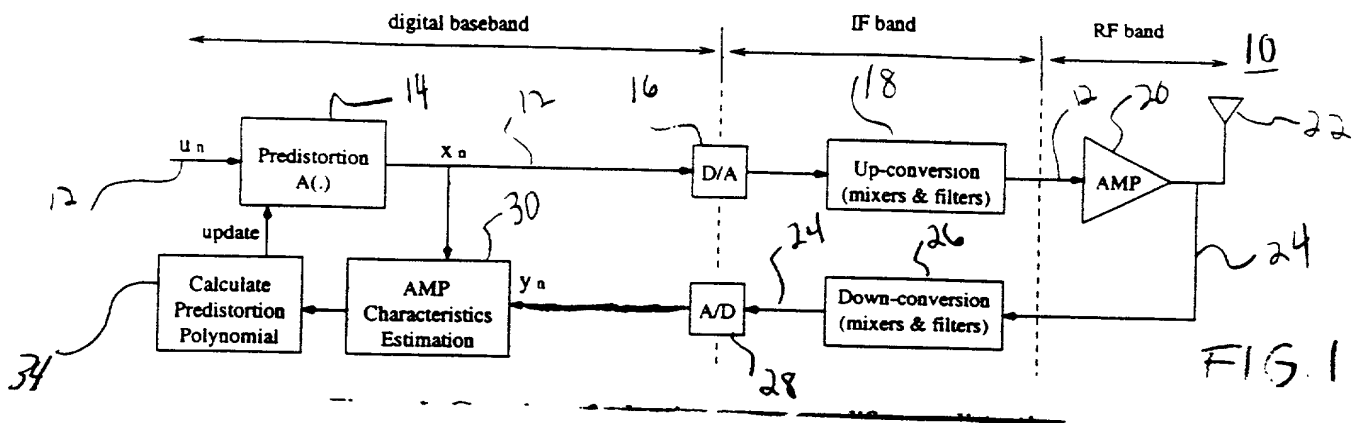 digital baseband
IF band
RF band
10
14
12
16
18
12
20
22
u n
Predistortion
A(.)
x n
D/A
Up-conversion
(mixers & filters)
AMP
12
update
30
24
26
24
Calculate
Predistortion
Polynomial
AMP
Characteristics
Estimation
y n
A/D
Down-conversion
(mixers & filters)
34
28
FIG. 1